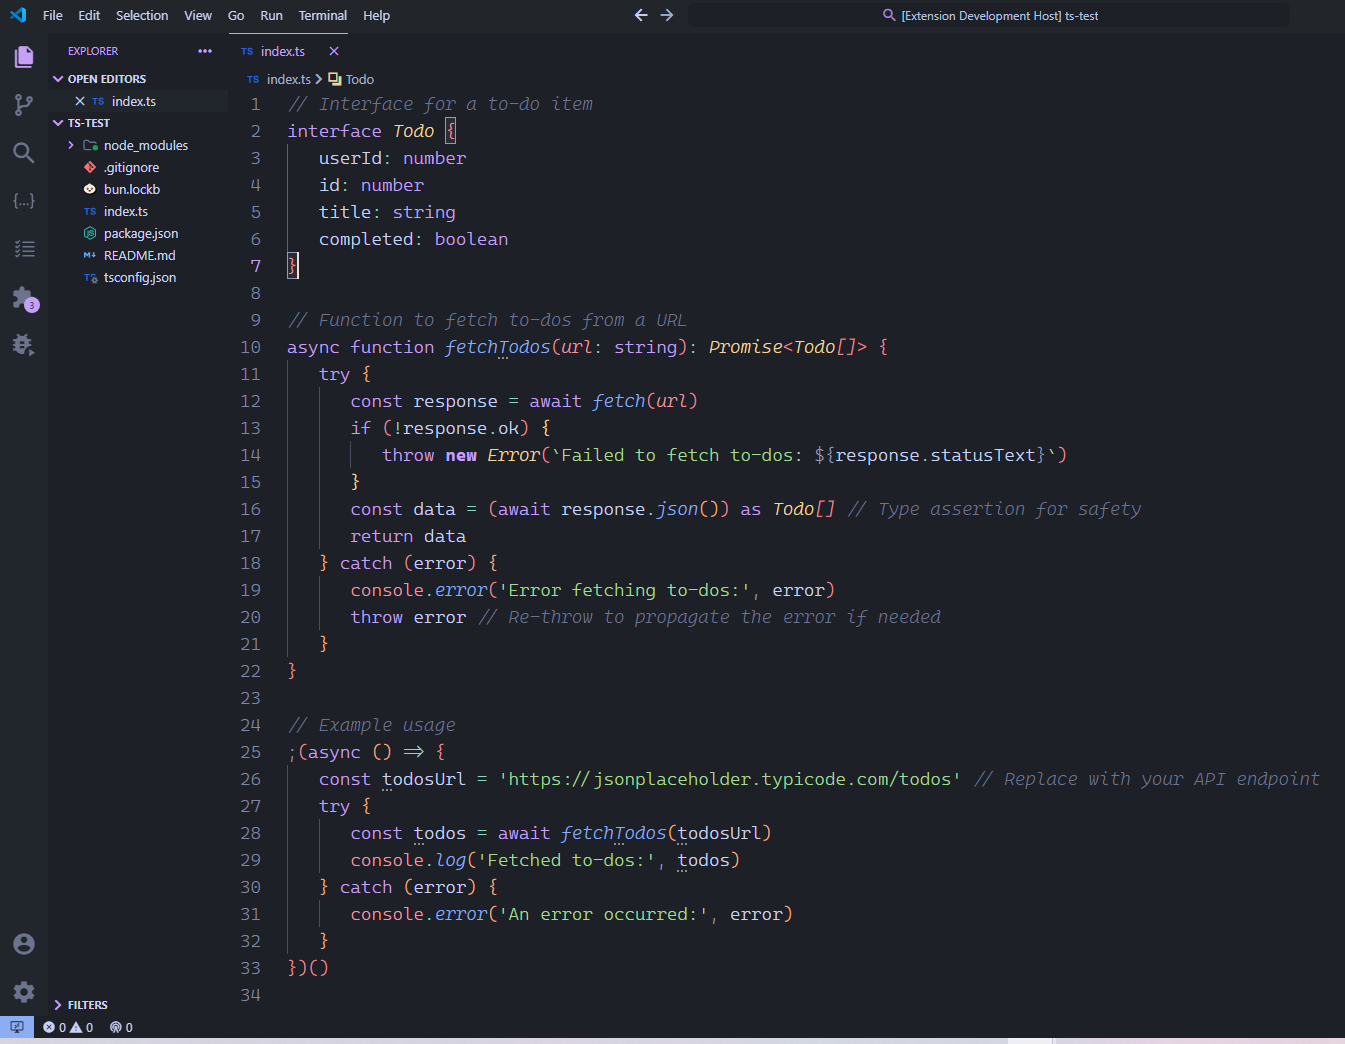 File Edit Selection View Go Run Terminal Help
[Extension Development Host] ts-test
EXPLORER
OPEN EDITORS
TS index.ts
TS-TEST
node_modules
.gitignore
bun.lockb
TS index.ts
package.json
README.md
tsconfig.json
FILTERS
3
TS index.ts
TS index.ts > Todo
1 // Interface for a to-do item
2 interface Todo {
3 userId: number
4 id: number
5 title: string
6 completed: boolean
7 }
8
9 // Function to fetch to-dos from a URL
10 async function fetchTodos(url: string): Promise<Todo[]> {
11 try {
12 const response = await fetch(url)
13 if (!response.ok) {
14 throw new Error(`Failed to fetch to-dos: ${response.statusText}`)
15 }
16 const data = (await response.json()) as Todo[] // Type assertion for safety
17 return data
18 } catch (error) {
19 console.error('Error fetching to-dos:', error)
20 throw error // Re-throw to propagate the error if needed
21 }
22 }
23
24 // Example usage
25 ;(async () => {
26 const todosUrl = 'https://jsonplaceholder.typicode.com/todos' // Replace with your API endpoint
27 try {
28 const todos = await fetchTodos(todosUrl)
29 console.log('Fetched to-dos:', todos)
30 } catch (error) {
31 console.error('An error occurred:', error)
32 }
33 })()
34
0 0 0